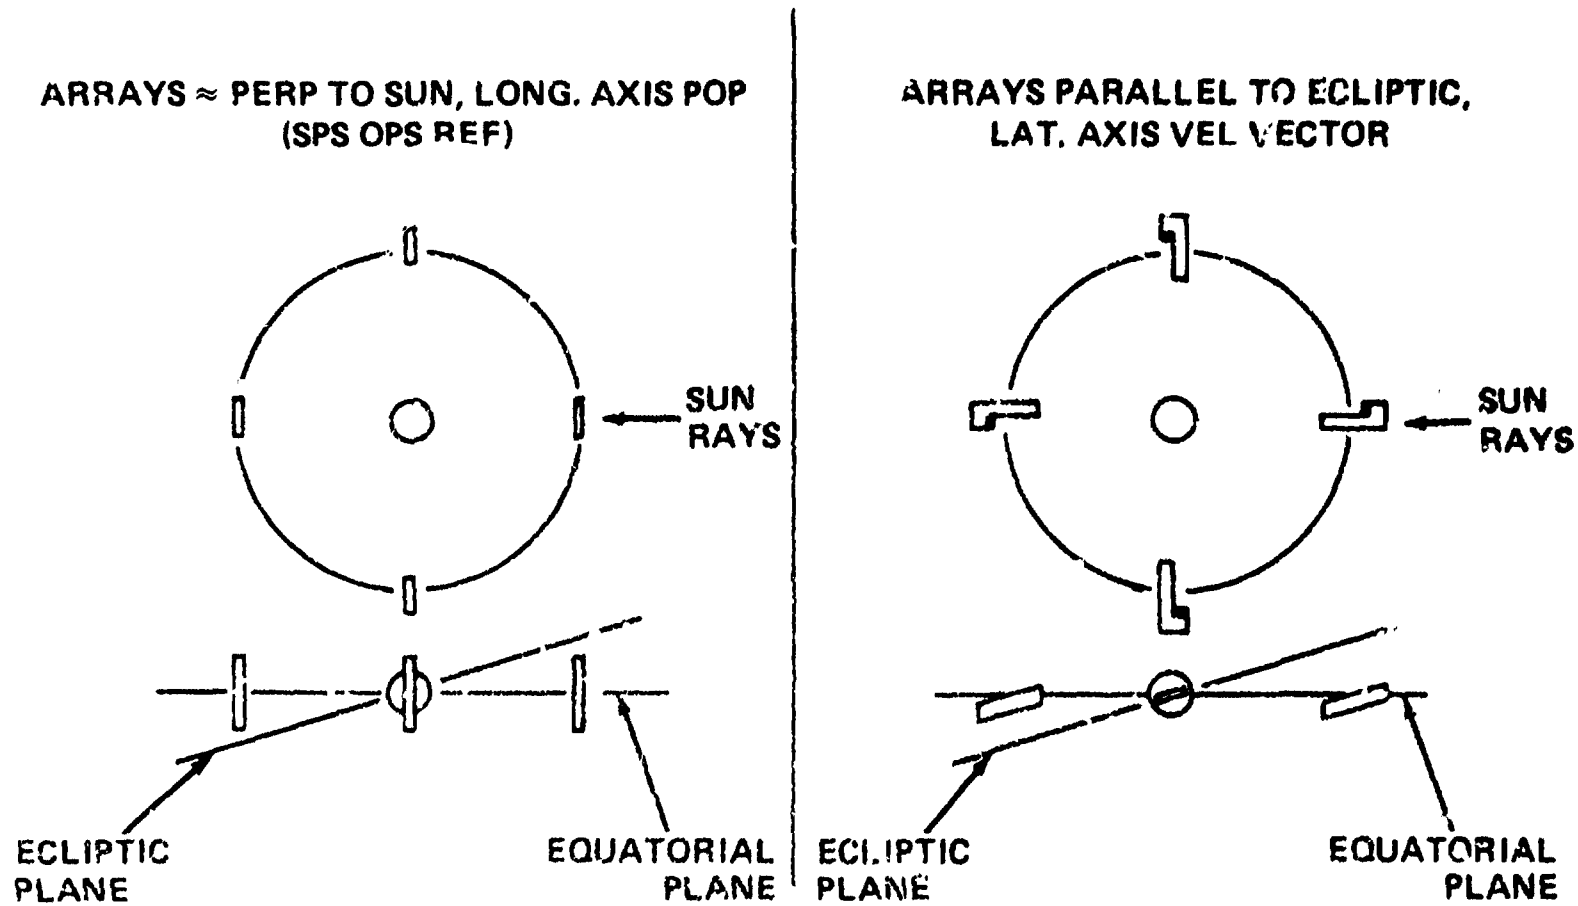 ARRAYS ≈ PERP TO SUN, LONG. AXIS POP
(SPS OPS REF)
SUN
RAYS
ECLIPTIC
PLANE
EQUATORIAL
PLANE
ARRAYS PARALLEL TO ECLIPTIC,
LAT. AXIS VEL VECTOR
SUN
RAYS
ECLIPTIC
PLANE
EQUATORIAL
PLANE